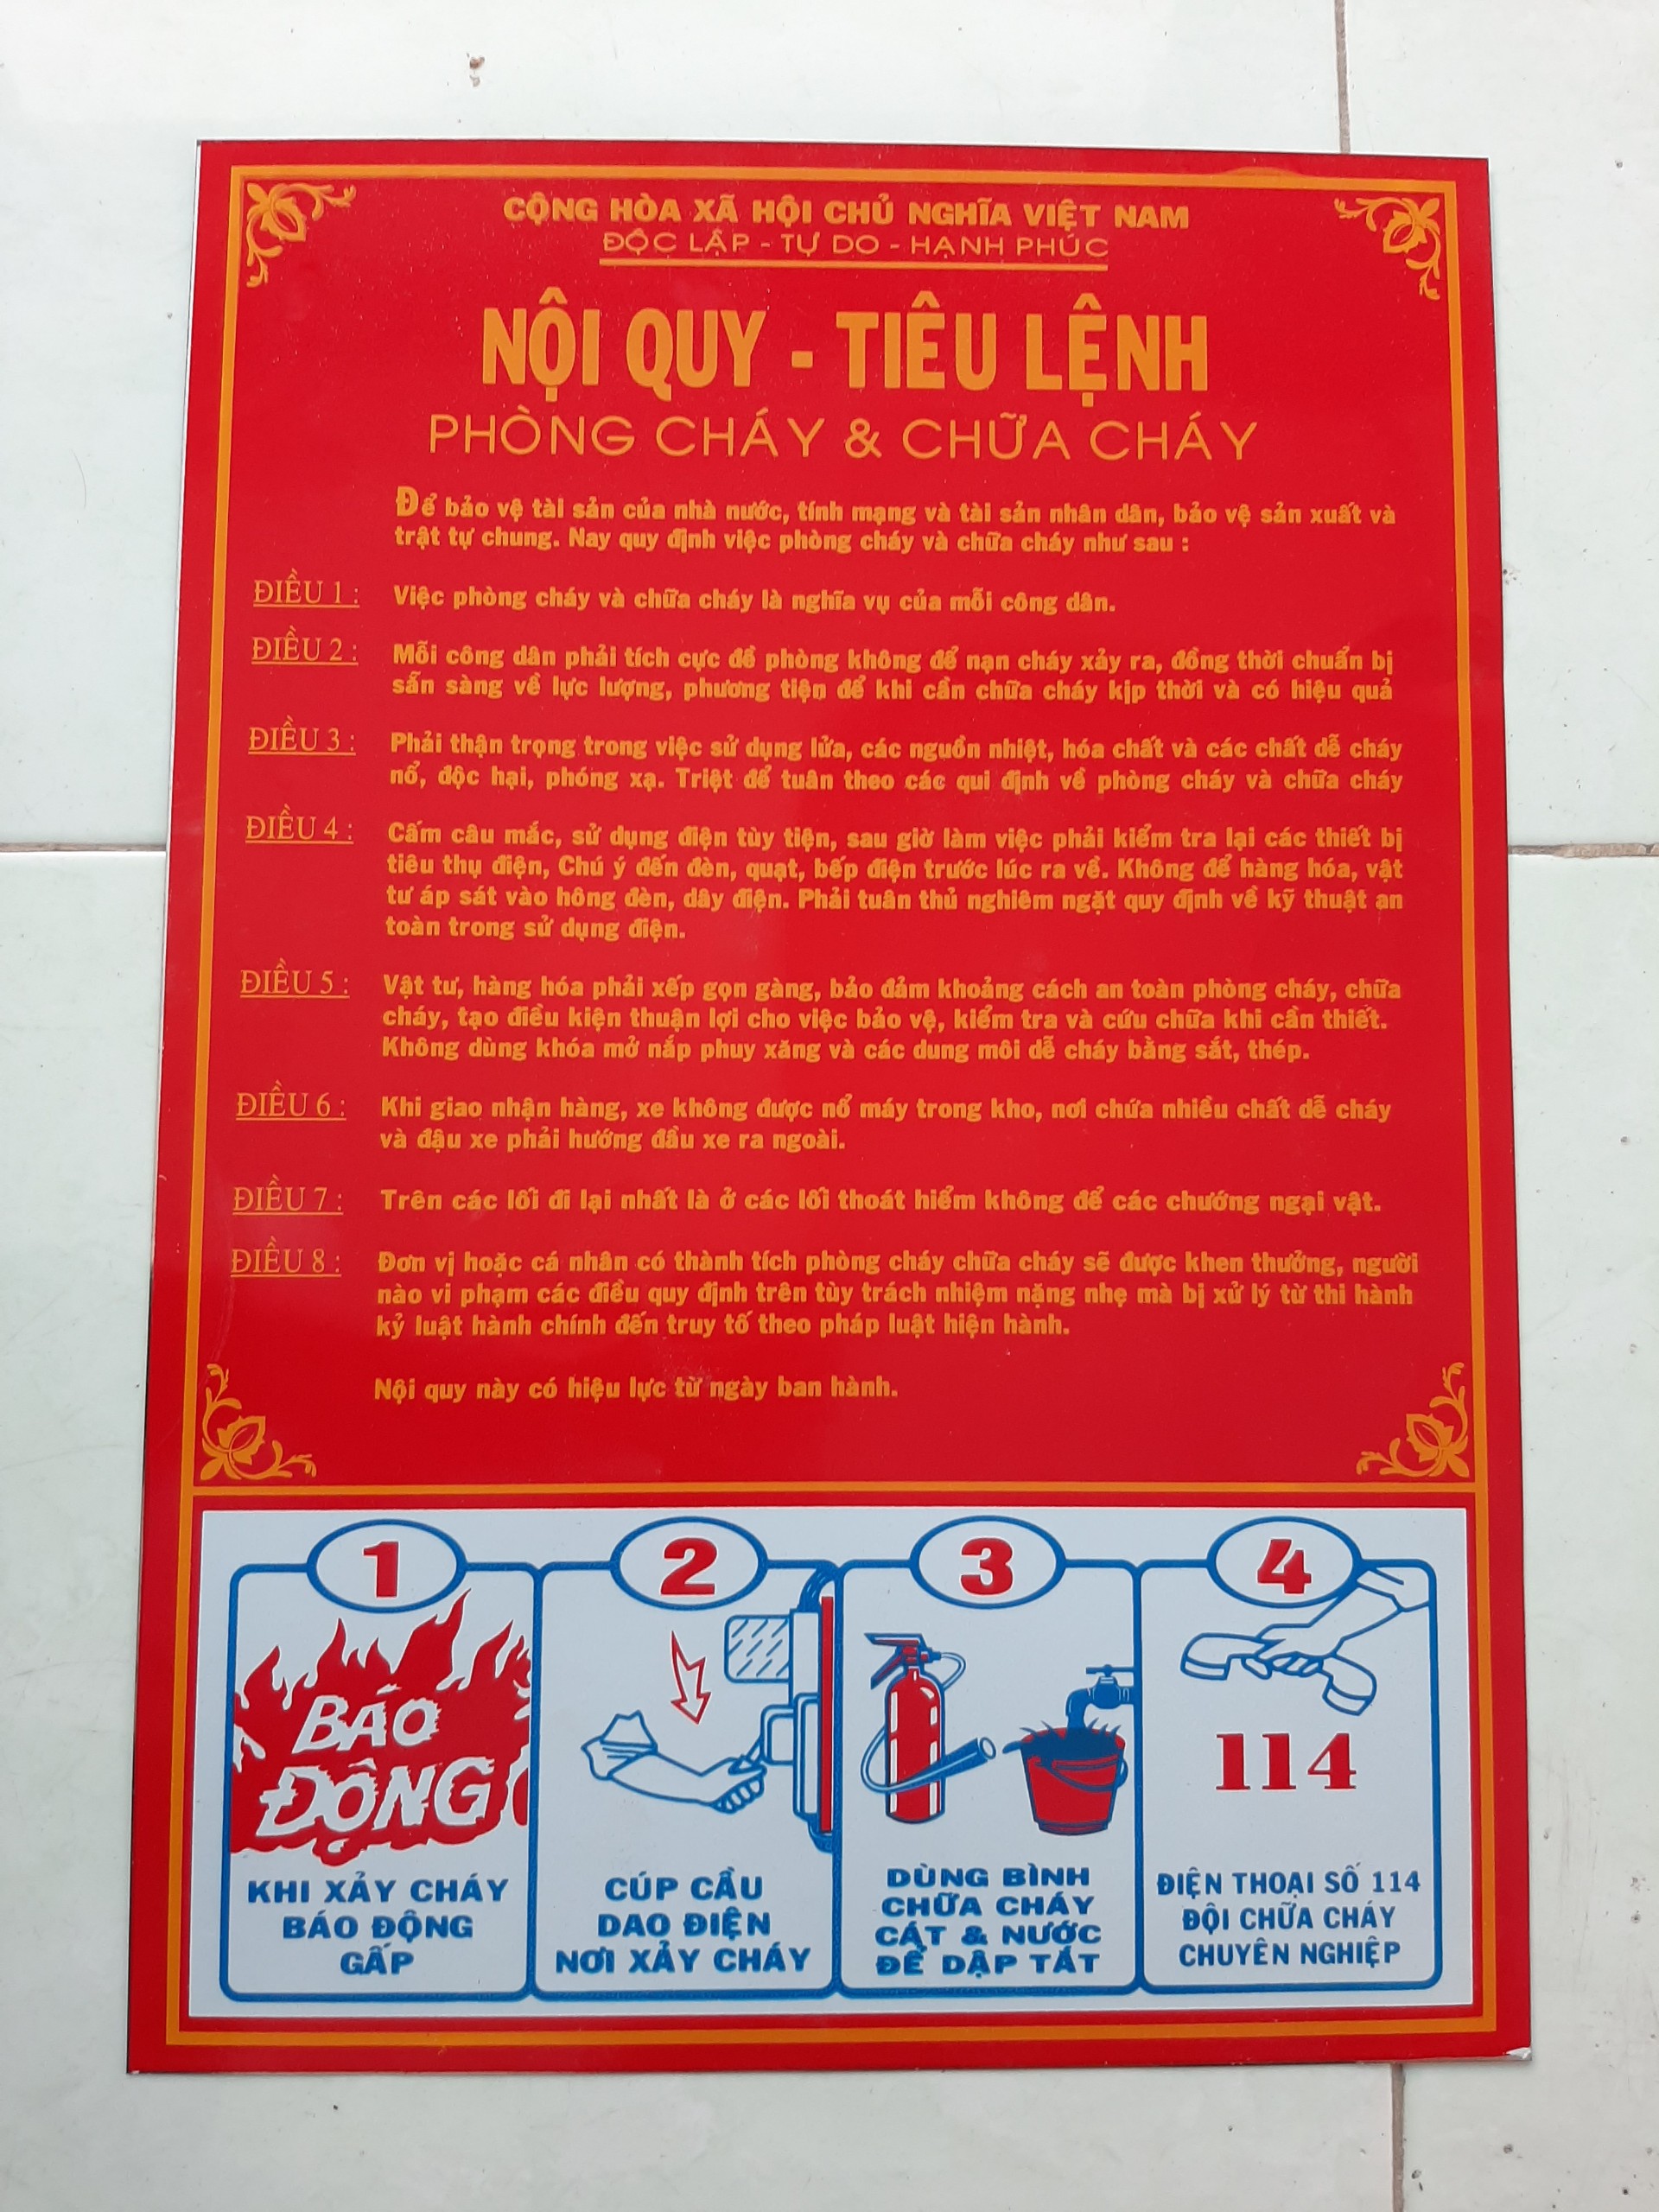 CỘNG HÒA XÃ HỘI CHỦ NGHĨA VIỆT NAM
ĐỘC LẬP - TỰ DO - HẠNH PHÚC
NỘI QUY - TIÊU LỆNH
PHÒNG CHÁY & CHỮA CHÁY
Để bảo vệ tài sản của nhà nước, tính mạng và tài sản nhân dân, bảo vệ sản xuất và
trật tự chung. Nay quy định việc phòng cháy và chữa cháy như sau :
ĐIỀU 1 : Việc phòng cháy và chữa cháy là nghĩa vụ của mỗi công dân.
ĐIỀU 2 : Mỗi công dân phải tích cực đề phòng không để nạn cháy xảy ra, đồng thời chuẩn bị
sẵn sàng về lực lượng, phương tiện để khi cần chữa cháy kịp thời và có hiệu quả
ĐIỀU 3 : Phải thận trọng trong việc sử dụng lửa, các nguồn nhiệt, hóa chất và các chất dễ cháy
nổ, độc hại, phóng xạ. Triệt để tuân theo các qui định về phòng cháy và chữa cháy
ĐIỀU 4 : Cấm câu mắc, sử dụng điện tùy tiện, sau giờ làm việc phải kiểm tra lại các thiết bị
tiêu thụ điện, Chú ý đến đèn, quạt, bếp điện trước lúc ra về. Không để hàng hóa, vật
tư áp sát vào hông đèn, dây điện. Phải tuân thủ nghiêm ngặt quy định về kỹ thuật an
toàn trong sử dụng điện.
ĐIỀU 5 : Vật tư, hàng hóa phải xếp gọn gàng, bảo đảm khoảng cách an toàn phòng cháy, chữa
cháy, tạo điều kiện thuận lợi cho việc bảo vệ, kiểm tra và cứu chữa khi cần thiết.
Không dùng khóa mở nắp phuy xăng và các dung môi dễ cháy bằng sắt, thép.
ĐIỀU 6 : Khi giao nhận hàng, xe không được nổ máy trong kho, nơi chứa nhiều chất dễ cháy
và đậu xe phải hướng đầu xe ra ngoài.
ĐIỀU 7 : Trên các lối đi lại nhất là ở các lối thoát hiểm không để các chướng ngại vật.
ĐIỀU 8 : Đơn vị hoặc cá nhân có thành tích phòng cháy chữa cháy sẽ được khen thưởng, người
nào vi phạm các điều quy định trên tùy trách nhiệm nặng nhẹ mà bị xử lý từ thi hành
kỷ luật hành chính đến truy tố theo pháp luật hiện hành.
Nội quy này có hiệu lực từ ngày ban hành.
1
BÁO
ĐỘNG
KHI XẢY CHÁY
BÁO ĐỘNG
GẤP
2
CÚP CẦU
DAO ĐIỆN
NƠI XẢY CHÁY
3
DÙNG BÌNH
CHỮA CHÁY
CÁT & NƯỚC
ĐỂ DẬP TẮT
4
114
ĐIỆN THOẠI SỐ 114
ĐỘI CHỮA CHÁY
CHUYÊN NGHIỆP